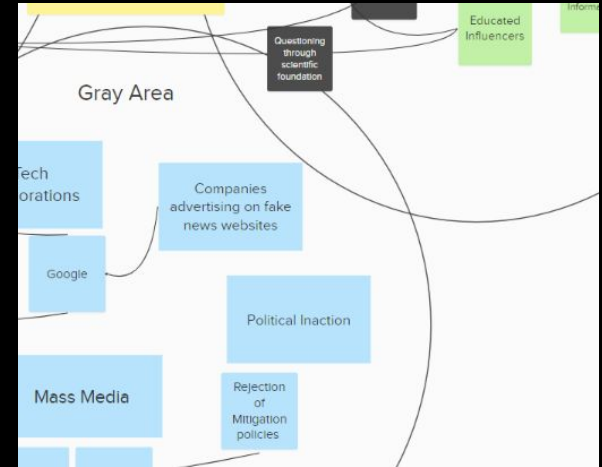 Educated
Influencers
Informa
Questioning
through
scientific
foundation
Gray Area
Tech
orations
Companies
advertising on fake
news websites
Google
Political Inaction
Mass Media
Rejection
of
Mitigation
policies